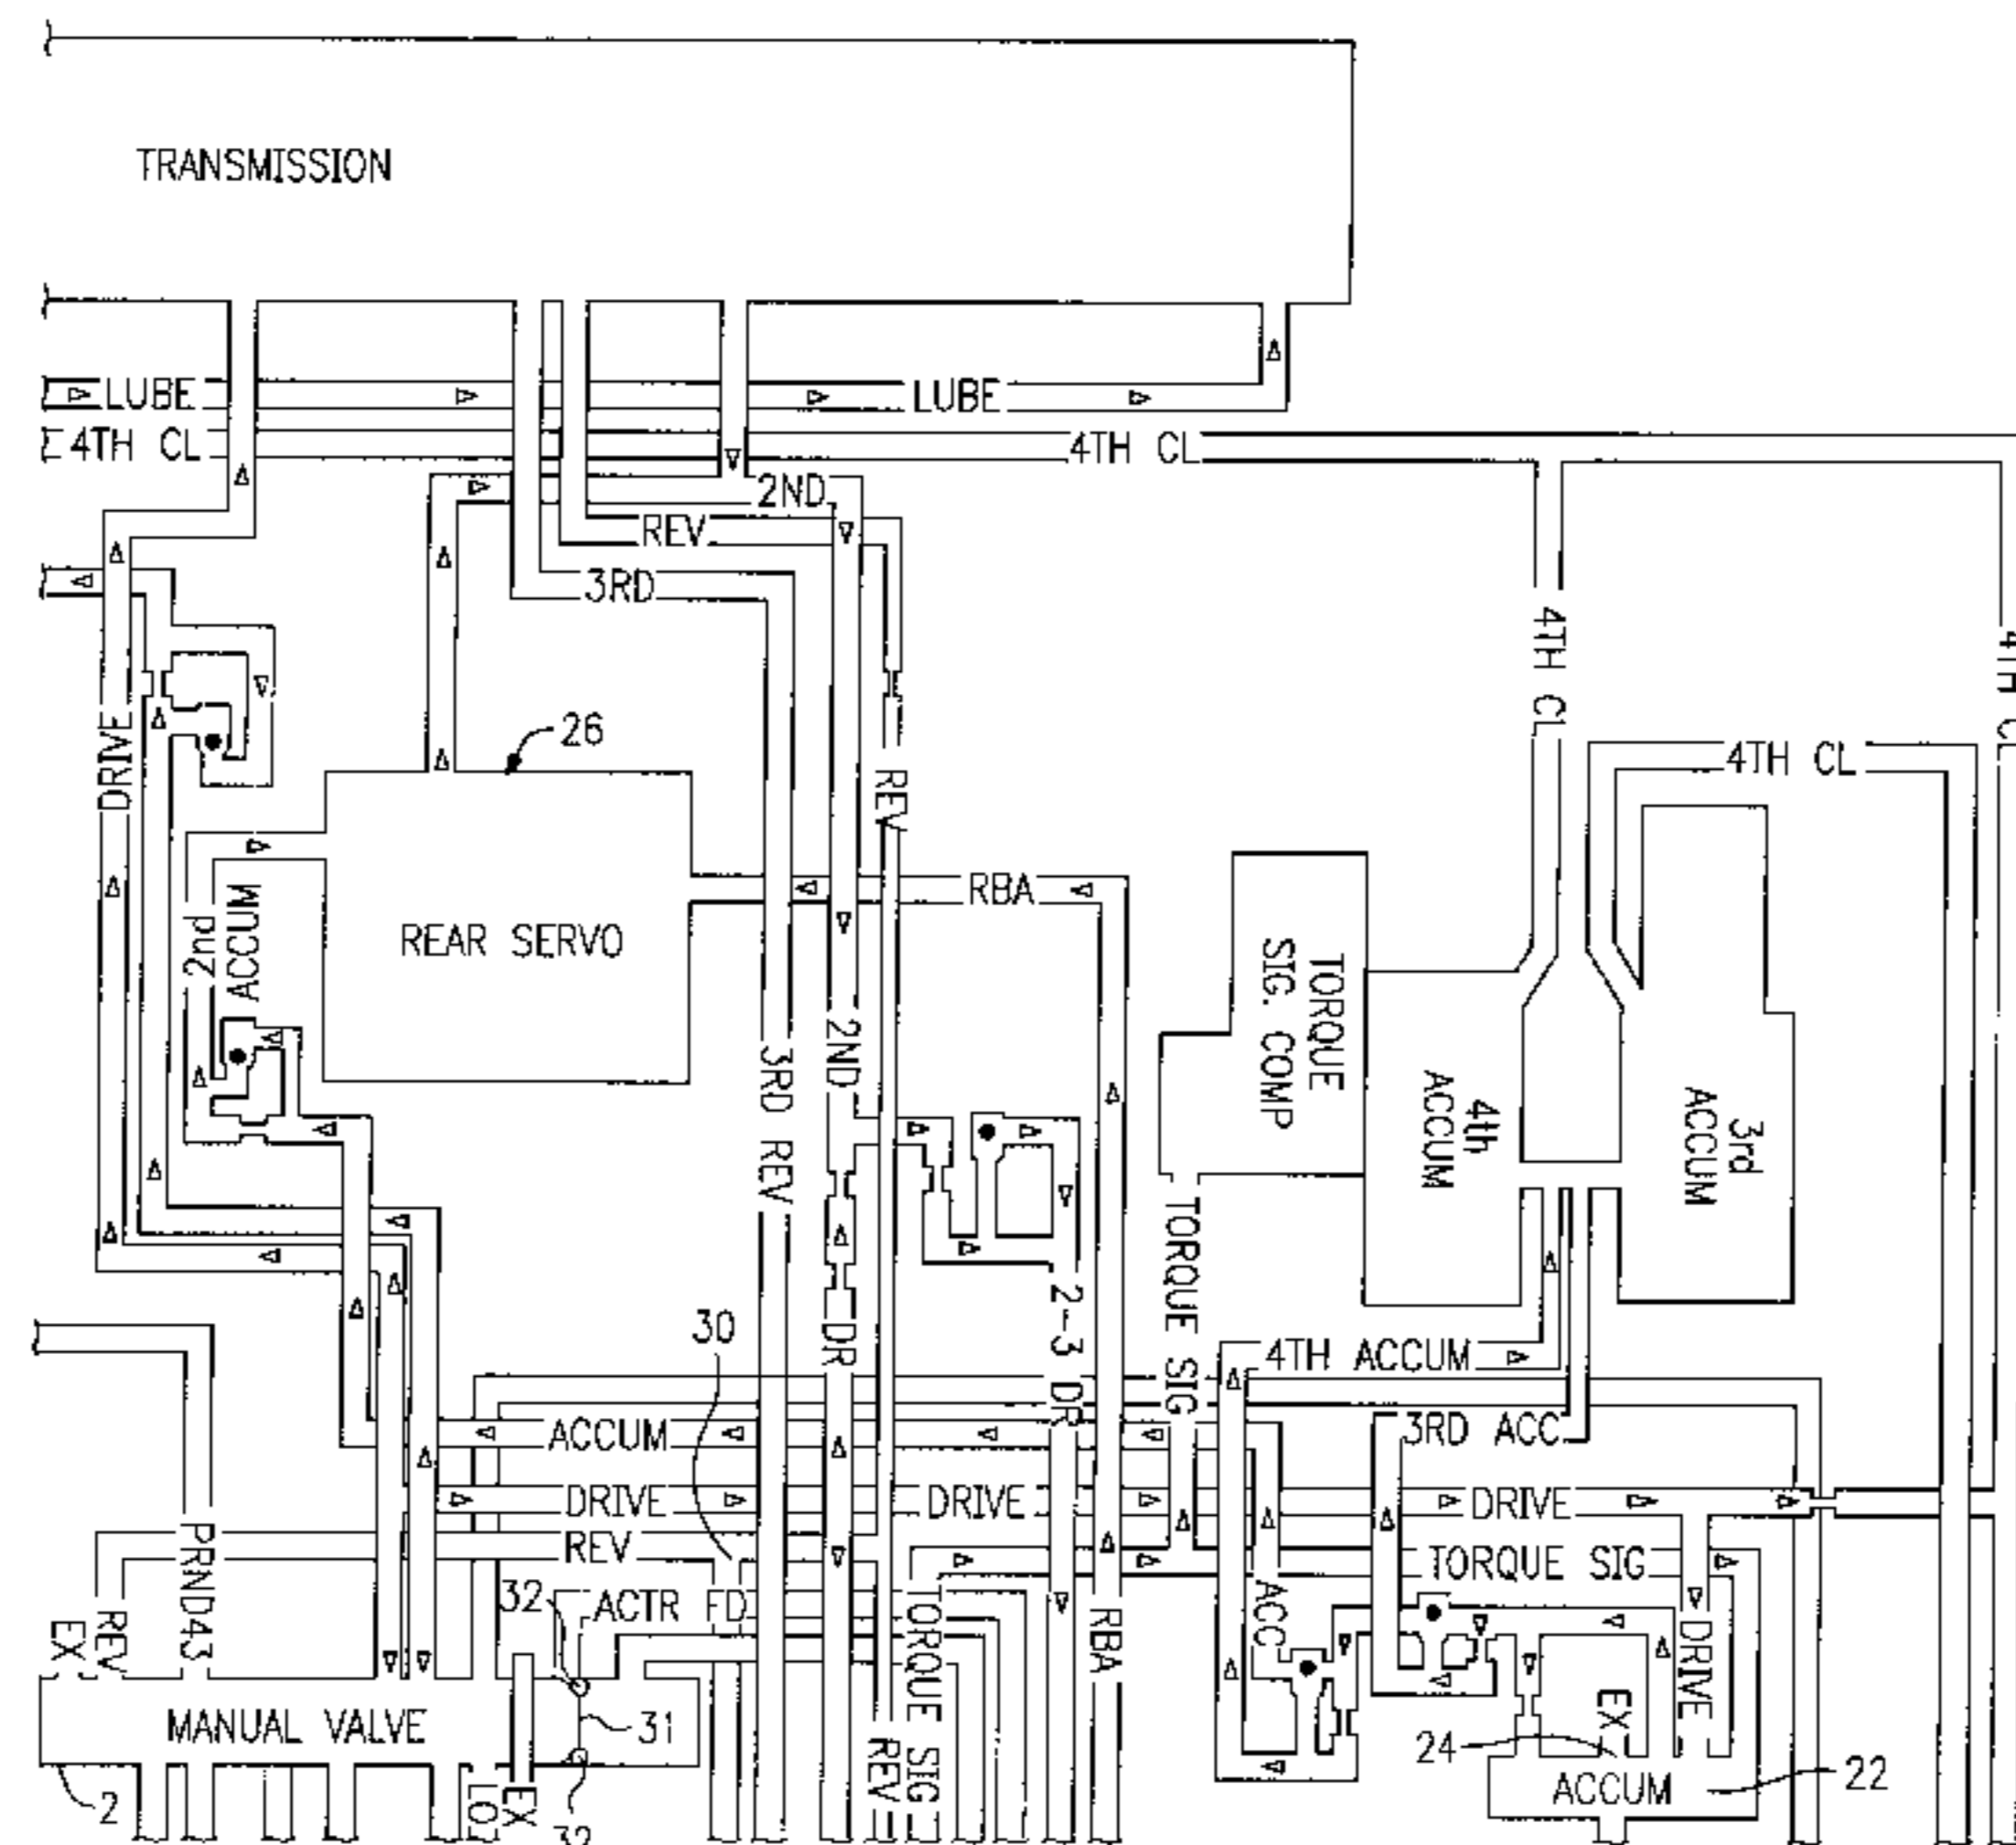 TRANSMISSION
LUBE
LUBE
4TH CL
4TH CL
2ND
REV
3RD
4TH CL
4TH CL
DRIVE
26
REV
4TH CL
RBA
2nd
ACCUM
REAR SERVO
TORQUE
SIG. COMP
4th
ACCUM
3rd
ACCUM
2ND
3RD REV
TORQUE SIG
2-3 DR
30
DR
4TH ACCUM
ACCUM
3RD ACC
DRIVE
DRIVE
DRIVE
REV
TORQUE SIG
PRND43
EX
REV
32
ACTR FD
TORQUE SIG
RBA
ACC
DRIVE
EX
MANUAL VALVE
31
REV
24
ACCUM
22
2
LO
EX
32